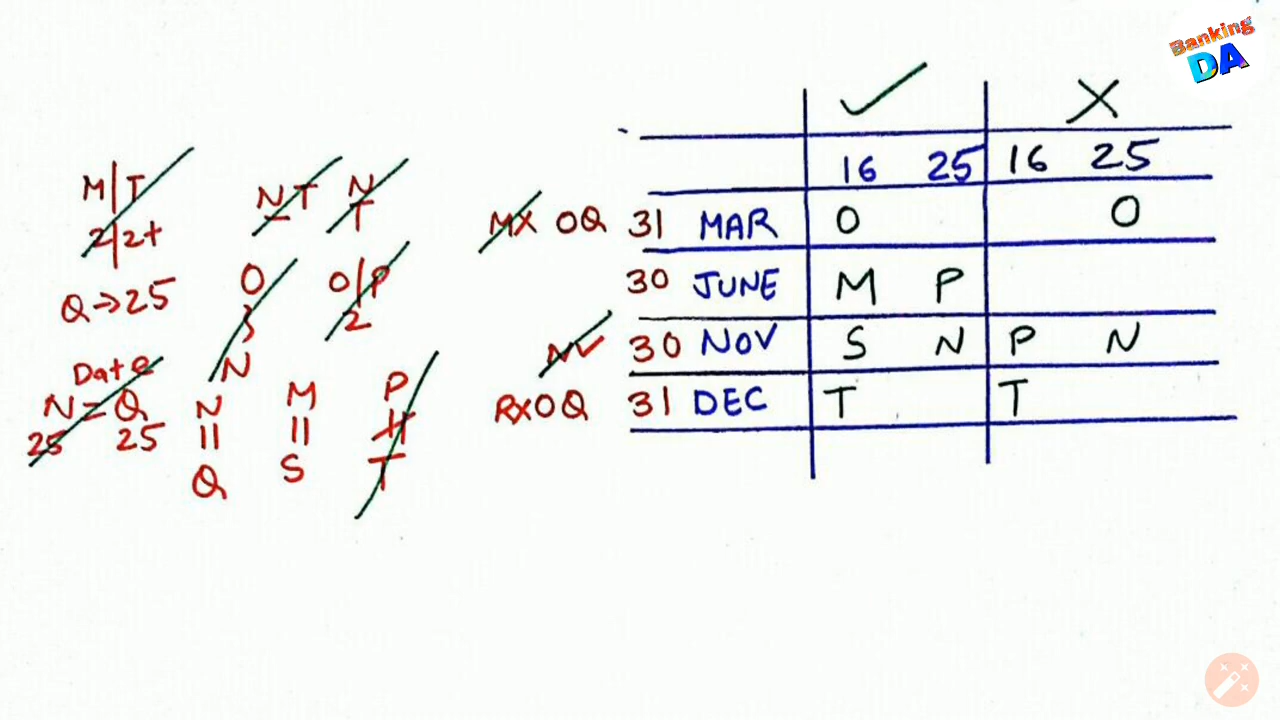 Banking
DA
✓ X
16 25 16 25
MX OQ 31 MAR O O
30 JUNE M P
NV 30 NOV S N P N
RXOQ 31 DEC T T
M|T
2|2+
Q→25
Date
N = Q
25 25
NT
N
T
O
N
O|P
2
N
=
Q
M
=
S
P
T